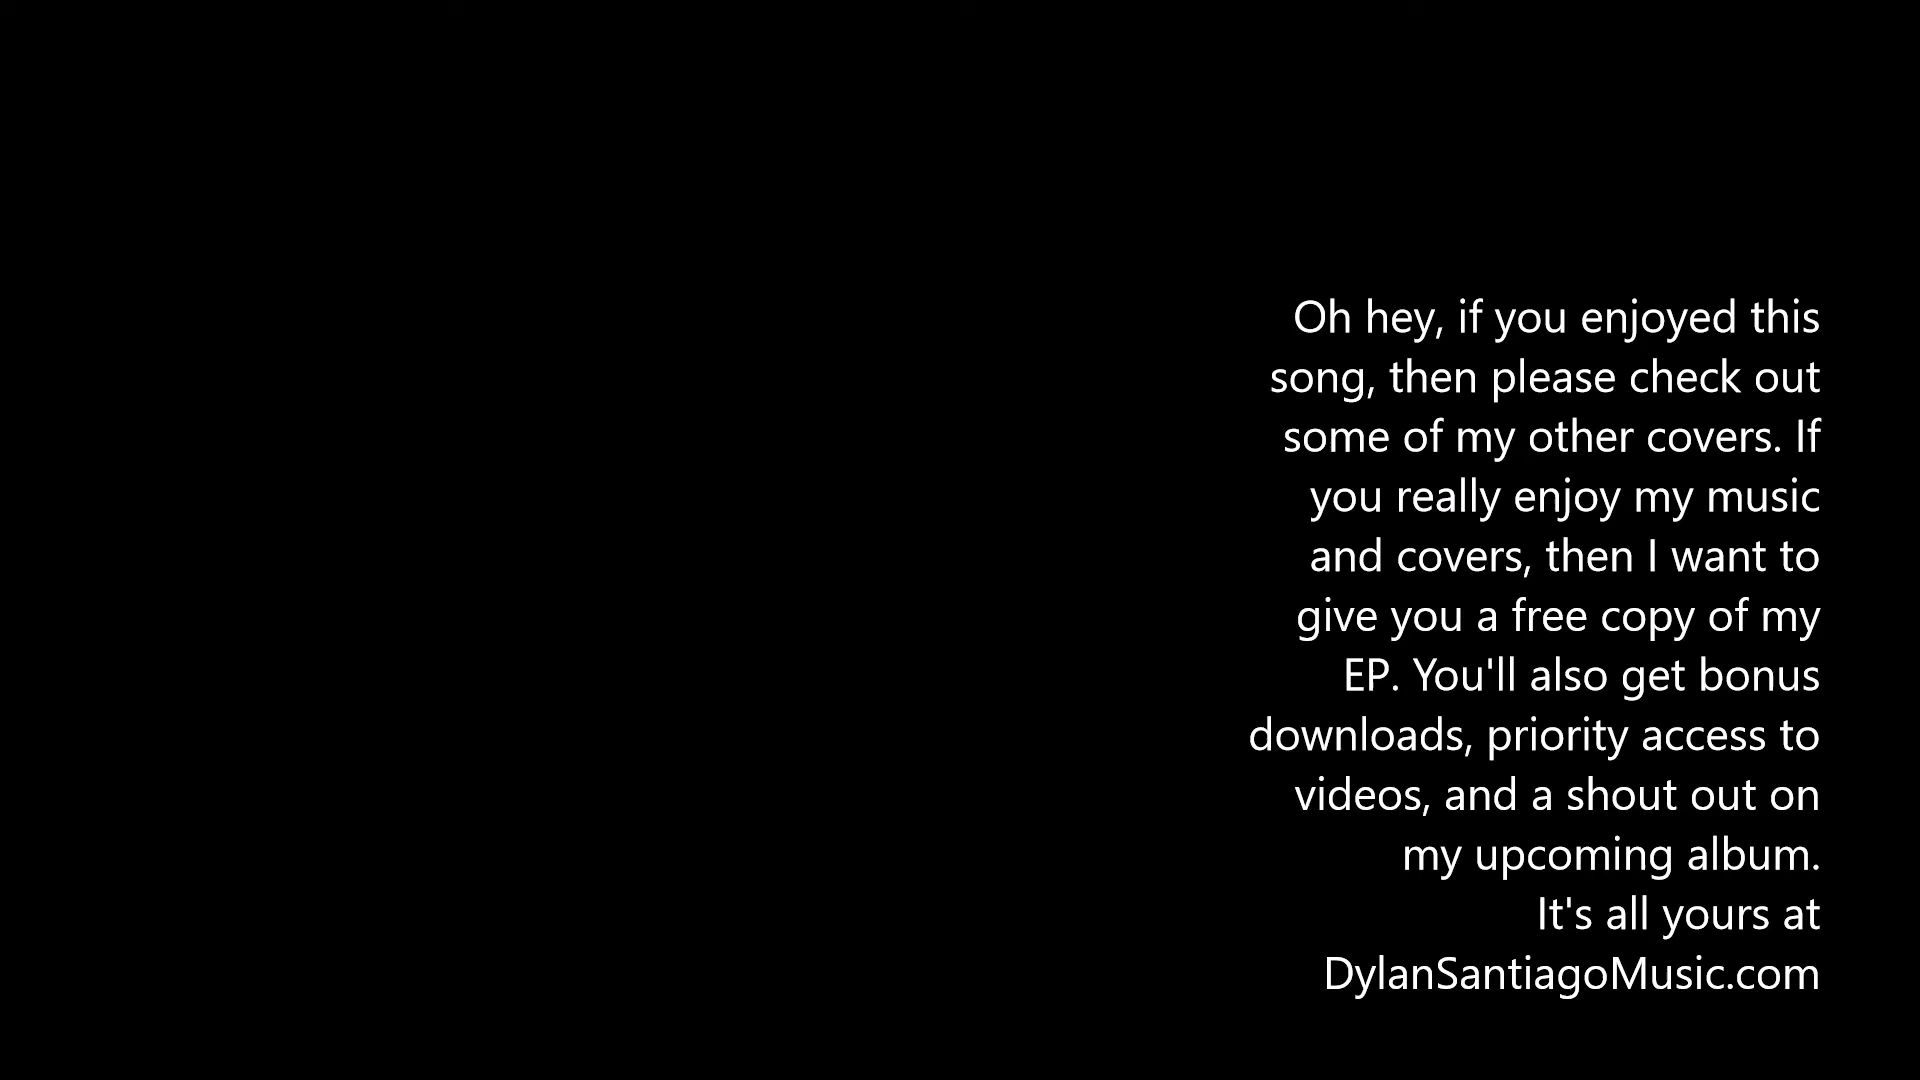 Oh hey, if you enjoyed this
song, then please check out
some of my other covers. If
you really enjoy my music
and covers, then I want to
give you a free copy of my
EP. You'll also get bonus
downloads, priority access to
videos, and a shout out on
my upcoming album.
It's all yours at
DylanSantiagoMusic.com